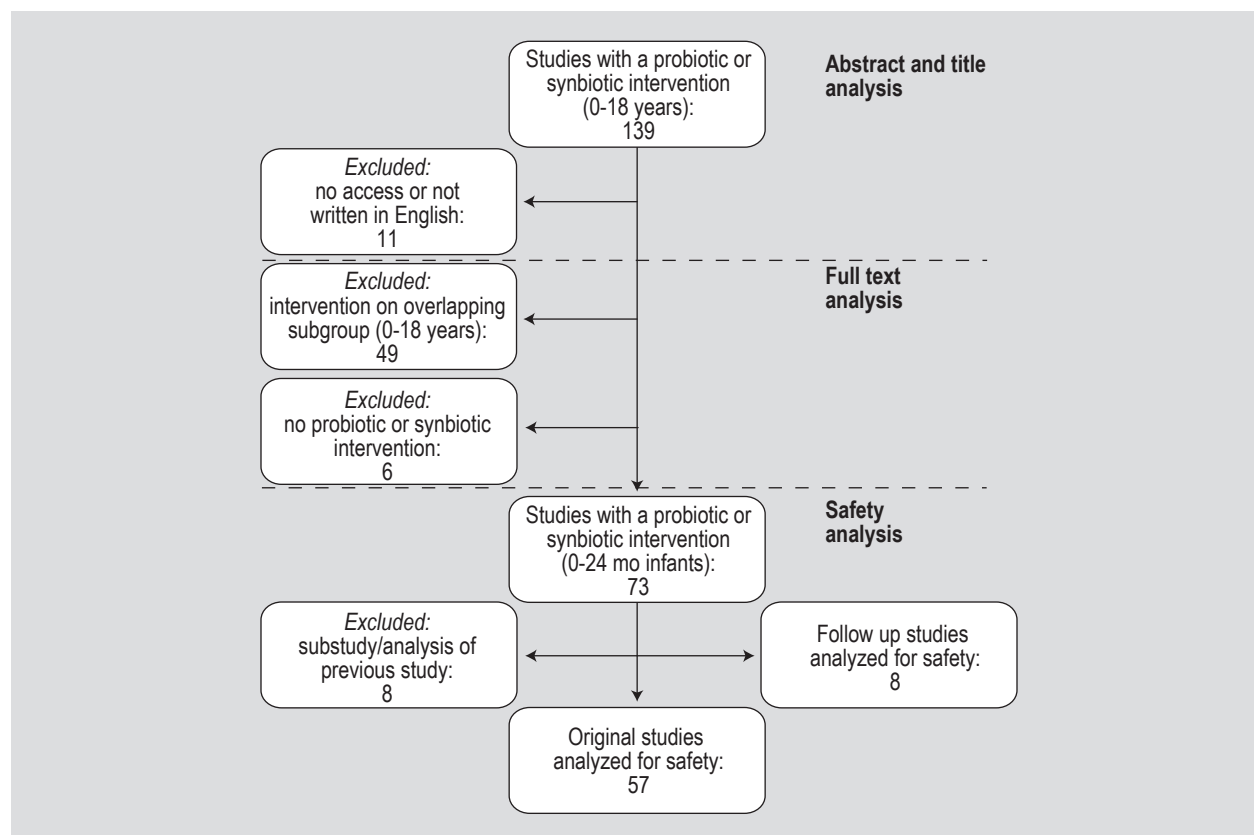 Studies with a probiotic or
synbiotic intervention
(0-18 years):
139
Abstract and title
analysis
Excluded:
no access or not
written in English:
11
Full text
analysis
Excluded:
intervention on overlapping
subgroup (0-18 years):
49
Excluded:
no probiotic or synbiotic
intervention:
6
Safety
analysis
Studies with a probiotic or
synbiotic intervention
(0-24 mo infants):
73
Excluded:
substudy/analysis of
previous study:
8
Follow up studies
analyzed for safety:
8
Original studies
analyzed for safety:
57